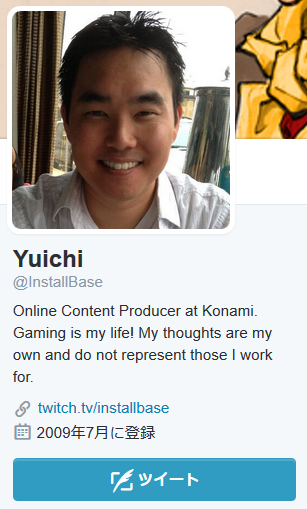 Yuichi
@InstallBase
Online Content Producer at Konami.
Gaming is my life! My thoughts are my
own and do not represent those I work
for.
twitch.tv/installbase
2009年7月に登録
ツイート